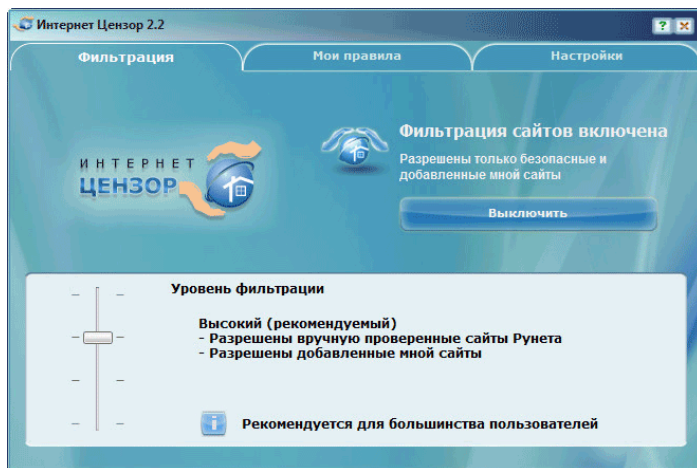 Интернет Цензор 2.2
Фильтрация
Мои правила
Настройки
ИНТЕРНЕТ
ЦЕНЗОР
Фильтрация сайтов включена
Разрешены только безопасные и
добавленные мной сайты
Выключить
Уровень фильтрации
Высокий (рекомендуемый)
- Разрешены вручную проверенные сайты Рунета
- Разрешены добавленные мной сайты
Рекомендуется для большинства пользователей